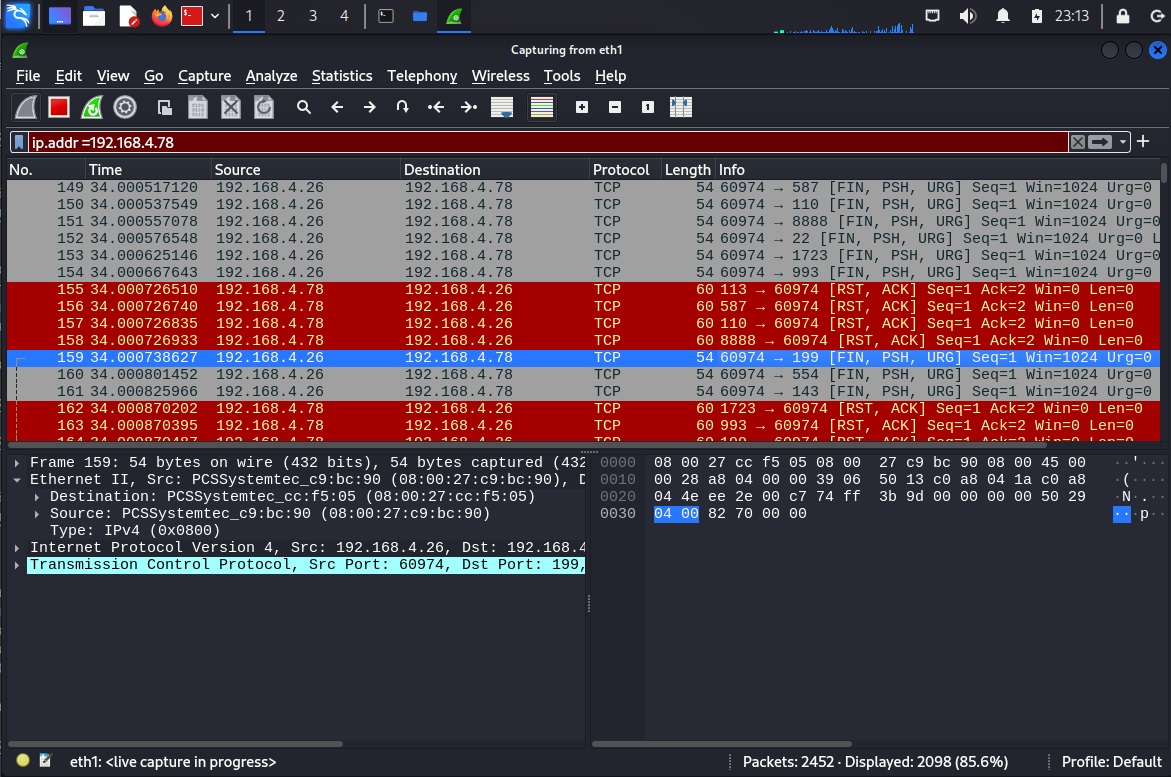 1 2 3 4 23:13
Capturing from eth1
File Edit View Go Capture Analyze Statistics Telephony Wireless Tools Help
ip.addr =192.168.4.78
No. Time Source Destination Protocol Length Info
149 34.000517120 192.168.4.26 192.168.4.78 TCP 54 60974 → 587 [FIN, PSH, URG] Seq=1 Win=1024 Urg=0
150 34.000537549 192.168.4.26 192.168.4.78 TCP 54 60974 → 110 [FIN, PSH, URG] Seq=1 Win=1024 Urg=0
151 34.000557078 192.168.4.26 192.168.4.78 TCP 54 60974 → 8888 [FIN, PSH, URG] Seq=1 Win=1024 Urg=0
152 34.000576548 192.168.4.26 192.168.4.78 TCP 54 60974 → 22 [FIN, PSH, URG] Seq=1 Win=1024 Urg=0 L
153 34.000625146 192.168.4.26 192.168.4.78 TCP 54 60974 → 1723 [FIN, PSH, URG] Seq=1 Win=1024 Urg=0
154 34.000667643 192.168.4.26 192.168.4.78 TCP 54 60974 → 993 [FIN, PSH, URG] Seq=1 Win=1024 Urg=0
155 34.000726510 192.168.4.78 192.168.4.26 TCP 60 113 → 60974 [RST, ACK] Seq=1 Ack=2 Win=0 Len=0
156 34.000726740 192.168.4.78 192.168.4.26 TCP 60 587 → 60974 [RST, ACK] Seq=1 Ack=2 Win=0 Len=0
157 34.000726835 192.168.4.78 192.168.4.26 TCP 60 110 → 60974 [RST, ACK] Seq=1 Ack=2 Win=0 Len=0
158 34.000726933 192.168.4.78 192.168.4.26 TCP 60 8888 → 60974 [RST, ACK] Seq=1 Ack=2 Win=0 Len=0
159 34.000738627 192.168.4.26 192.168.4.78 TCP 54 60974 → 199 [FIN, PSH, URG] Seq=1 Win=1024 Urg=0
160 34.000801452 192.168.4.26 192.168.4.78 TCP 54 60974 → 554 [FIN, PSH, URG] Seq=1 Win=1024 Urg=0
161 34.000825966 192.168.4.26 192.168.4.78 TCP 54 60974 → 143 [FIN, PSH, URG] Seq=1 Win=1024 Urg=0
162 34.000870202 192.168.4.78 192.168.4.26 TCP 60 1723 → 60974 [RST, ACK] Seq=1 Ack=2 Win=0 Len=0
163 34.000870395 192.168.4.78 192.168.4.26 TCP 60 993 → 60974 [RST, ACK] Seq=1 Ack=2 Win=0 Len=0
Frame 159: 54 bytes on wire (432 bits), 54 bytes captured (432
Ethernet II, Src: PCSSystemtec_c9:bc:90 (08:00:27:c9:bc:90), D
Destination: PCSSystemtec_cc:f5:05 (08:00:27:cc:f5:05)
Source: PCSSystemtec_c9:bc:90 (08:00:27:c9:bc:90)
Type: IPv4 (0x0800)
Internet Protocol Version 4, Src: 192.168.4.26, Dst: 192.168.4
Transmission Control Protocol, Src Port: 60974, Dst Port: 199,
0000 08 00 27 cc f5 05 08 00 27 c9 bc 90 08 00 45 00 ··'···
0010 00 28 a8 04 00 00 39 06 50 13 c0 a8 04 1a c0 a8 ·(····
0020 04 4e ee 2e 00 c7 74 ff 3b 9d 00 00 00 00 50 29 ·N·.··
0030 04 00 82 70 00 00 ···p··
eth1: <live capture in progress> Packets: 2452 · Displayed: 2098 (85.6%) Profile: Default